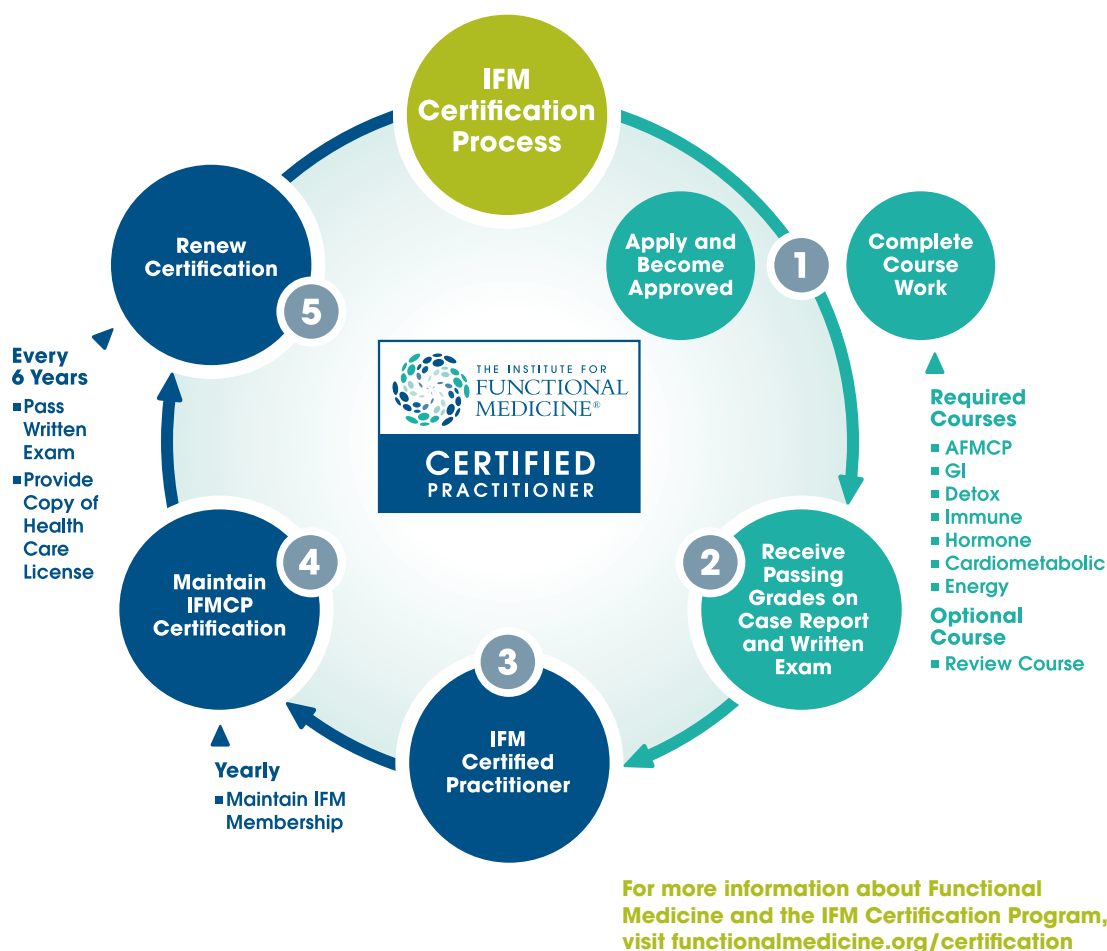 IFM
Certification
Process
Apply and
Become
Approved
1
Complete
Course
Work
Required
Courses
▪ AFMCP
▪ GI
▪ Detox
▪ Immune
▪ Hormone
▪ Cardiometabolic
▪ Energy
Optional
Course
▪ Review Course
2
Receive
Passing
Grades on
Case Report
and Written
Exam
3
IFM
Certified
Practitioner
4
Maintain
IFMCP
Certification
Yearly
▪ Maintain IFM
Membership
5
Renew
Certification
Every
6 Years
▪ Pass
Written
Exam
▪ Provide
Copy of
Health
Care
License
THE INSTITUTE FOR
FUNCTIONAL
MEDICINE®
CERTIFIED
PRACTITIONER
For more information about Functional
Medicine and the IFM Certification Program,
visit functionalmedicine.org/certification